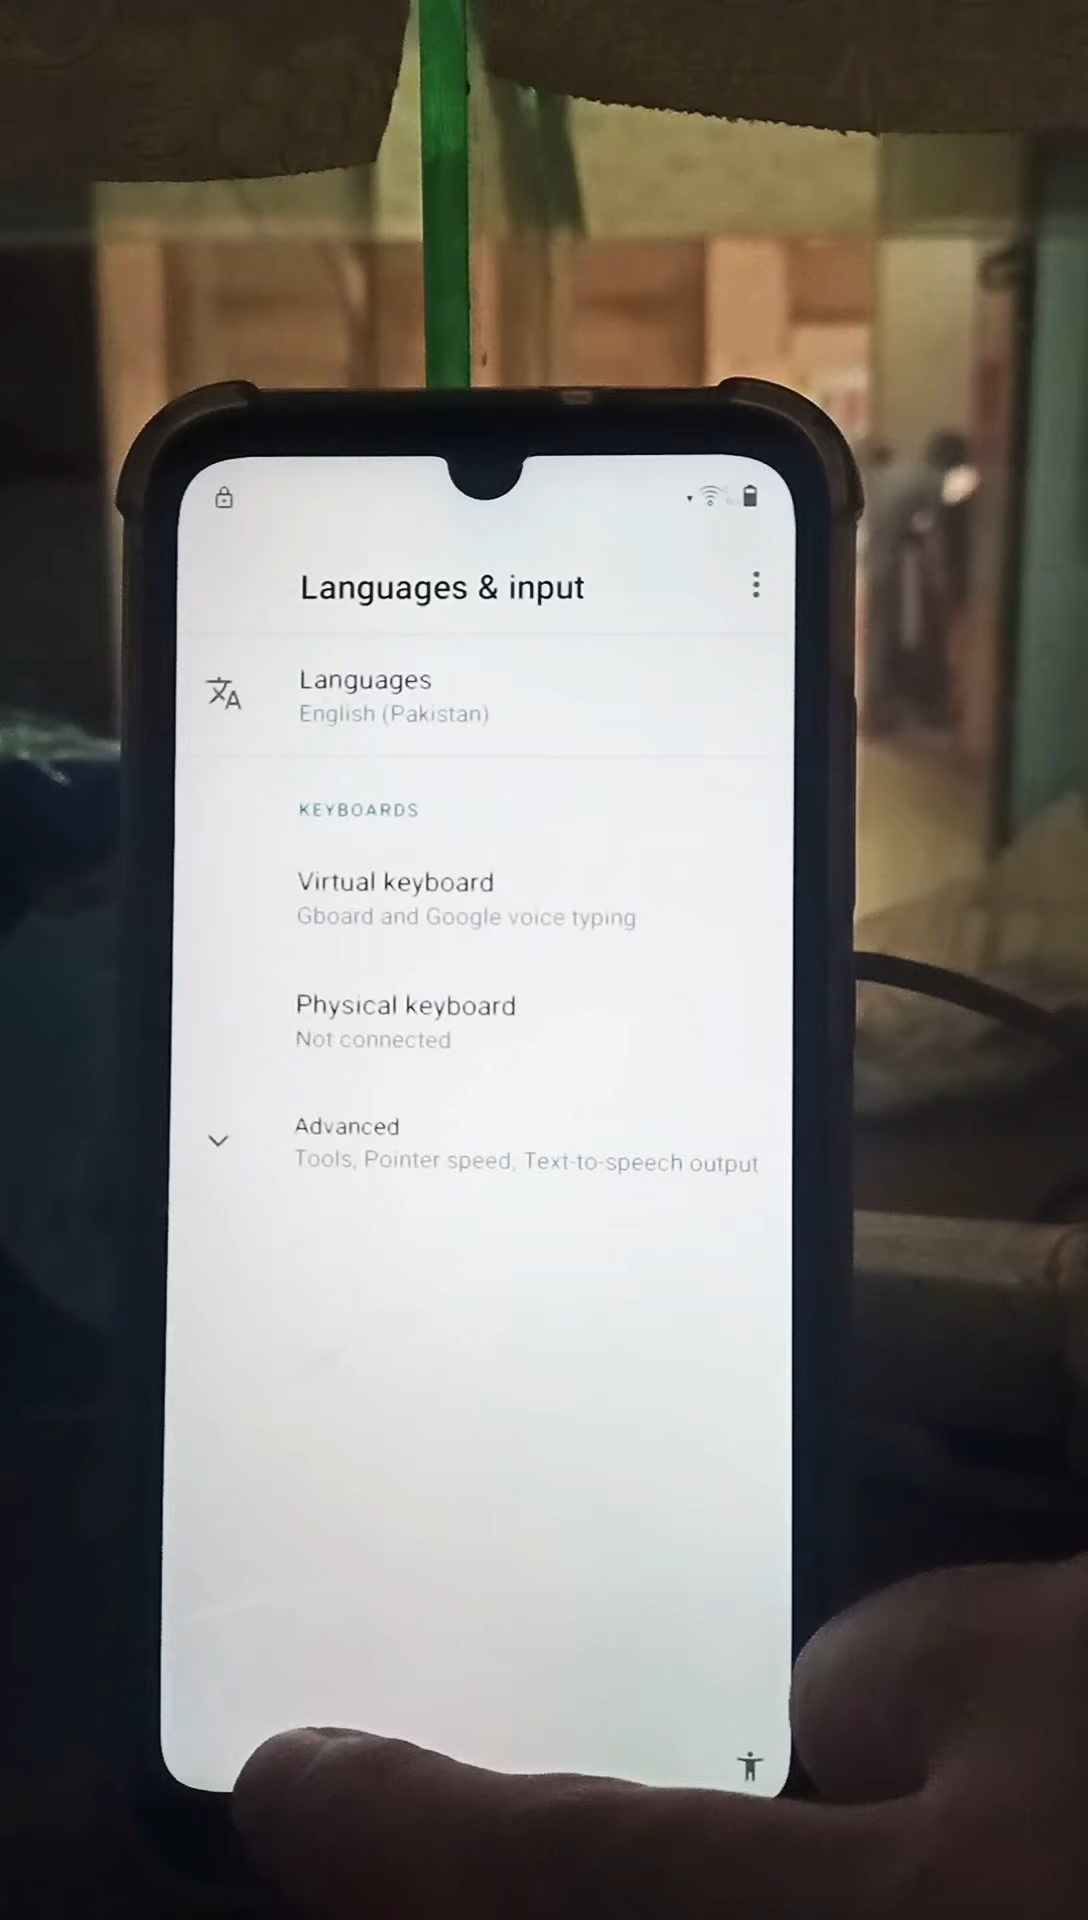 Languages & input
Languages
English (Pakistan)
KEYBOARDS
Virtual keyboard
Gboard and Google voice typing
Physical keyboard
Not connected
Advanced
Tools, Pointer speed, Text-to-speech output